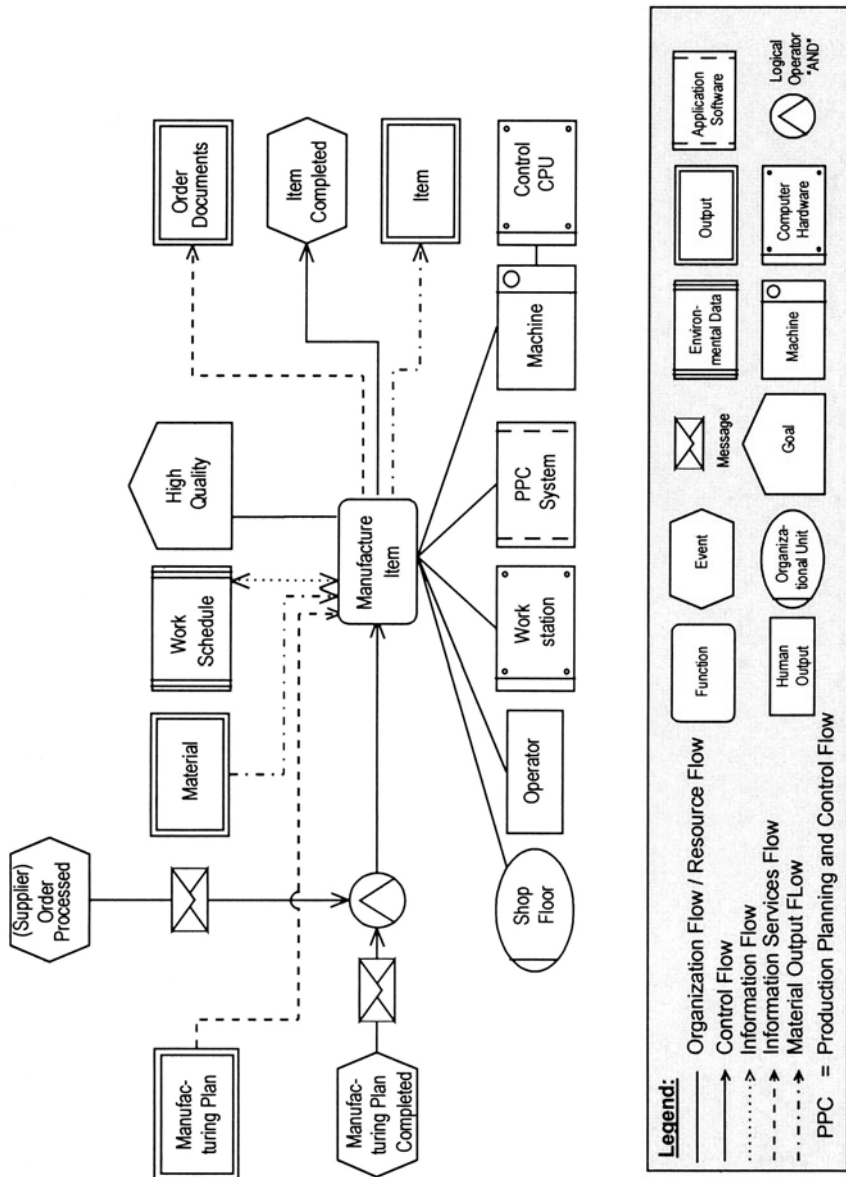 (Supplier)
Order
Processed
Manufac-
turing Plan
Material
Work
Schedule
High
Quality
Order
Documents
Manufac-
turing Plan
Completed
Manufacture
Item
Item
Completed
Item
Shop
Floor
Operator
Work
station
PPC
System
Machine
Control
CPU
Legend:
Organization Flow / Resource Flow
Control Flow
Information Flow
Information Services Flow
Material Output FLow
PPC = Production Planning and Control Flow
Function
Event
Message
Environ-
mental Data
Output
Application
Software
Human
Output
Organiza-
tional Unit
Goal
Machine
Computer
Hardware
Logical
Operator
"AND"